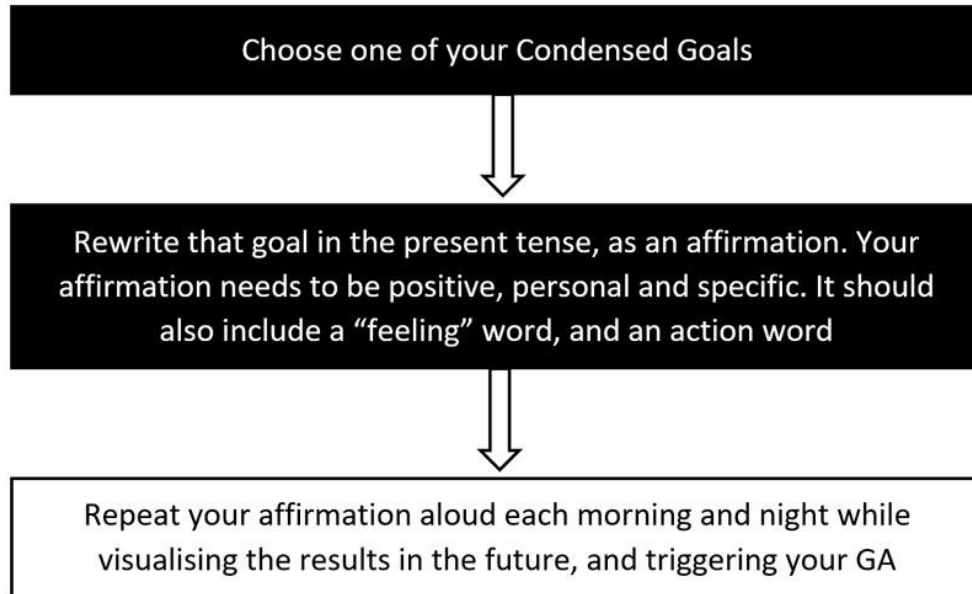 Choose one of your Condensed Goals
Rewrite that goal in the present tense, as an affirmation. Your
affirmation needs to be positive, personal and specific. It should
also include a “feeling” word, and an action word
Repeat your affirmation aloud each morning and night while
visualising the results in the future, and triggering your GA